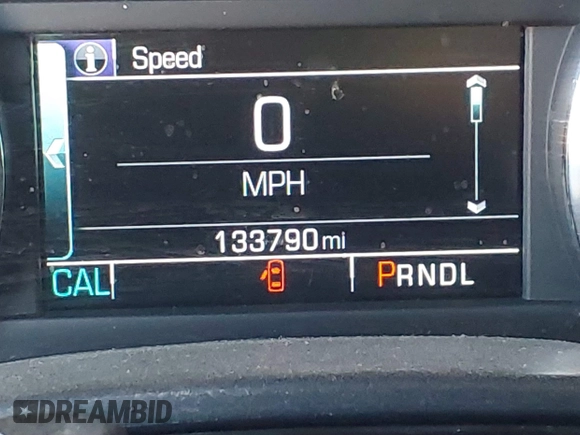 Speed
0
MPH
133790 mi
CAL PRNDL
DREAMBID